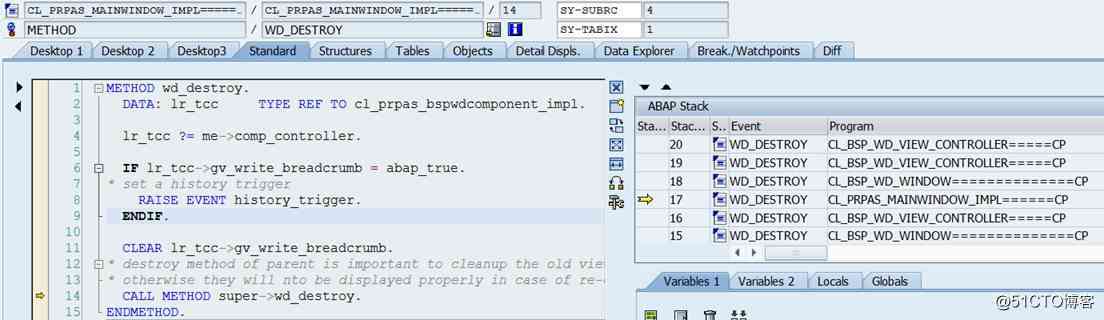 CL_PRPAS_MAINWINDOW_IMPL=====… / CL_PRPAS_MAINWINDOW_IMPL=====… / 14 SY-SUBRC 4
METHOD / WD_DESTROY SY-TABIX 1
Desktop 1 Desktop 2 Desktop3 Standard Structures Tables Objects Detail Displs. Data Explorer Break./Watchpoints Diff
1 METHOD wd_destroy.
2 DATA: lr_tcc TYPE REF TO cl_prpas_bspwdcomponent_impl.
3
4 lr_tcc ?= me->comp_controller.
5
6 IF lr_tcc->gv_write_breadcrumb = abap_true.
7 * set a history trigger
8 RAISE EVENT history_trigger.
9 ENDIF.
10
11 CLEAR lr_tcc->gv_write_breadcrumb.
12 * destroy method of parent is important to cleanup the old vie
13 * otherwise they will nto be displayed properly in case of re-
14 CALL METHOD super->wd_destroy.
15 ENDMETHOD.
ABAP Stack
Sta... Stac... S.. Event Program
20 WD_DESTROY CL_BSP_WD_VIEW_CONTROLLER=====CP
19 WD_DESTROY CL_BSP_WD_VIEW_CONTROLLER=====CP
18 WD_DESTROY CL_BSP_WD_WINDOW==============CP
17 WD_DESTROY CL_PRPAS_MAINWINDOW_IMPL======CP
16 WD_DESTROY CL_BSP_WD_VIEW_CONTROLLER=====CP
15 WD_DESTROY CL_BSP_WD_WINDOW==============CP
Variables 1 Variables 2 Locals Globals
@51CTO博客